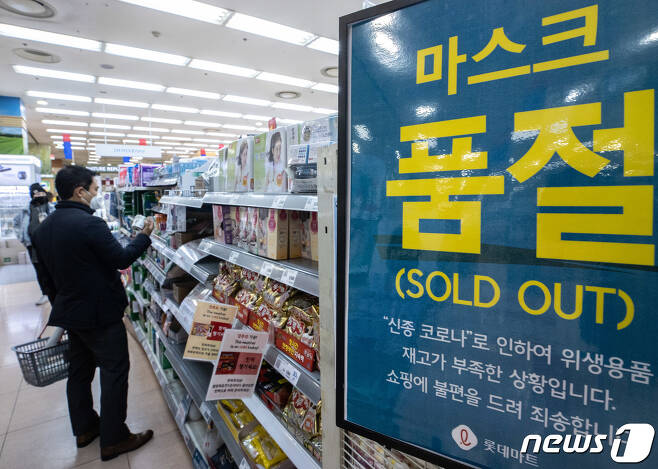 마스크
품절
(SOLD OUT)
“신종 코로나”로 인하여 위생용품
재고가 부족한 상황입니다.
쇼핑에 불편을 드려 죄송합니다.
롯데마트
news1